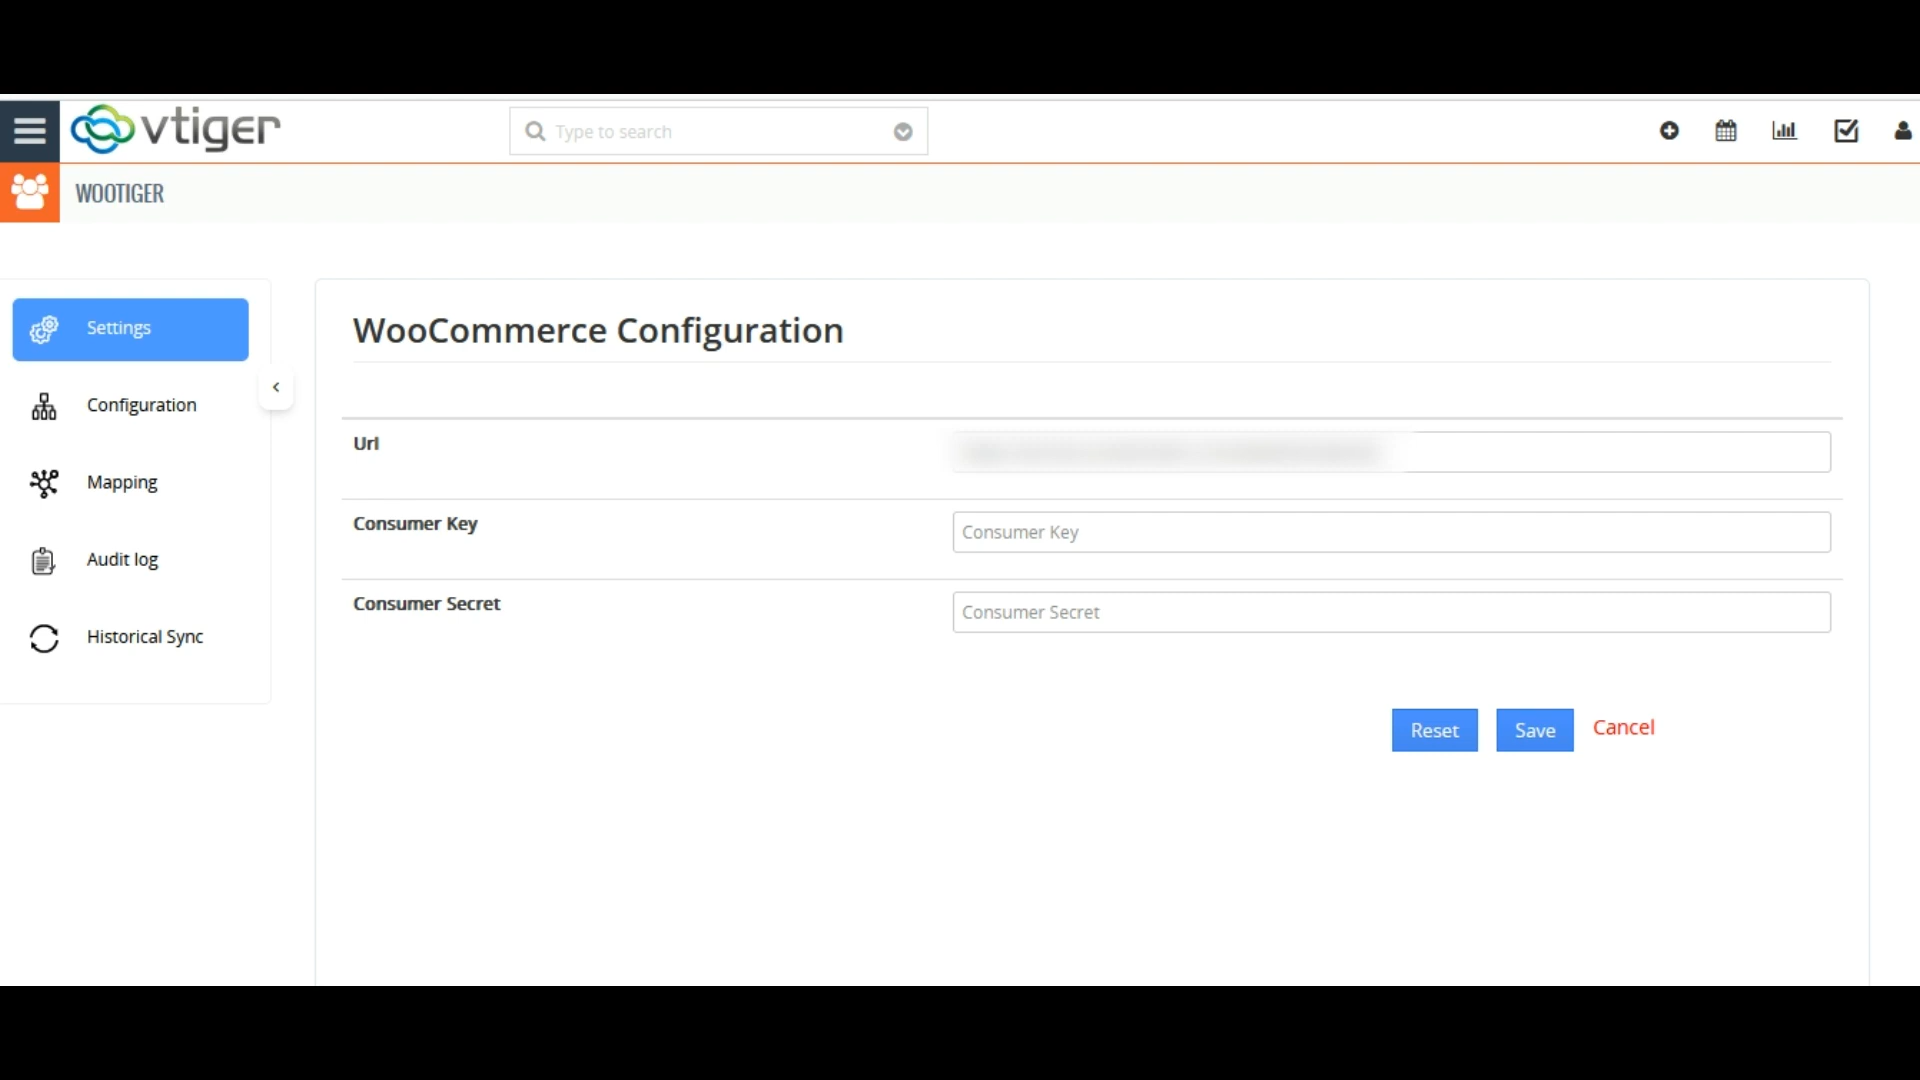 vtiger
Type to search
WOOTIGER
Settings
Configuration
Mapping
Audit log
Historical Sync
WooCommerce Configuration
Url
Consumer Key
Consumer Key
Consumer Secret
Consumer Secret
Reset
Save
Cancel